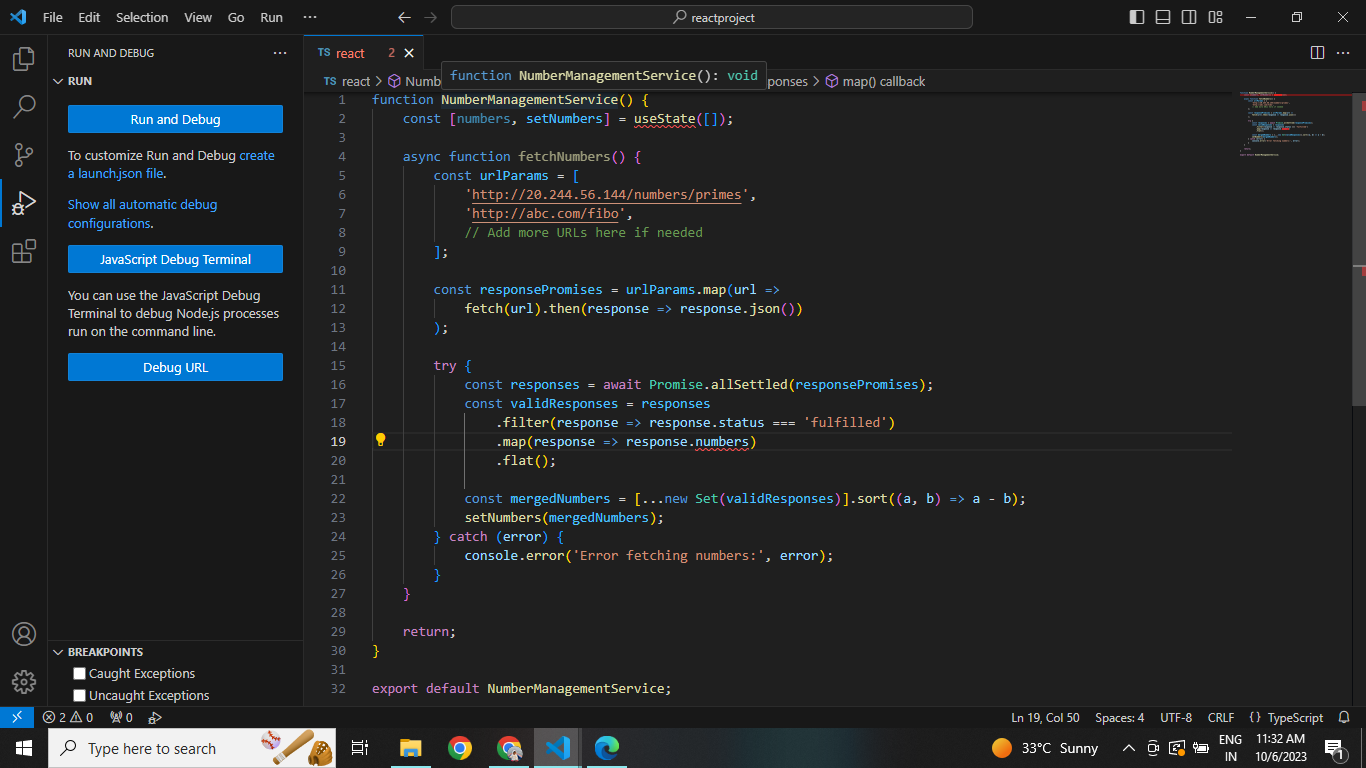 File Edit Selection View Go Run ···
reactproject
RUN AND DEBUG ···
RUN
Run and Debug
To customize Run and Debug create
a launch.json file.
Show all automatic debug
configurations.
JavaScript Debug Terminal
You can use the JavaScript Debug
Terminal to debug Node.js processes
run on the command line.
Debug URL
BREAKPOINTS
Caught Exceptions
Uncaught Exceptions
TS react 2
TS react > Numb
function NumberManagementService(): void
ponses > map() callback
1 function NumberManagementService() {
2 const [numbers, setNumbers] = useState([]);
3
4 async function fetchNumbers() {
5 const urlParams = [
6 'http://20.244.56.144/numbers/primes',
7 'http://abc.com/fibo',
8 // Add more URLs here if needed
9 ];
10
11 const responsePromises = urlParams.map(url =>
12 fetch(url).then(response => response.json())
13 );
14
15 try {
16 const responses = await Promise.allSettled(responsePromises);
17 const validResponses = responses
18 .filter(response => response.status === 'fulfilled')
19 .map(response => response.numbers)
20 .flat();
21
22 const mergedNumbers = [...new Set(validResponses)].sort((a, b) => a - b);
23 setNumbers(mergedNumbers);
24 } catch (error) {
25 console.error('Error fetching numbers:', error);
26 }
27 }
28
29 return;
30 }
31
32 export default NumberManagementService;
2 0 0
Ln 19, Col 50 Spaces: 4 UTF-8 CRLF {} TypeScript
Type here to search
33°C Sunny
ENG
IN
11:32 AM
10/6/2023
1